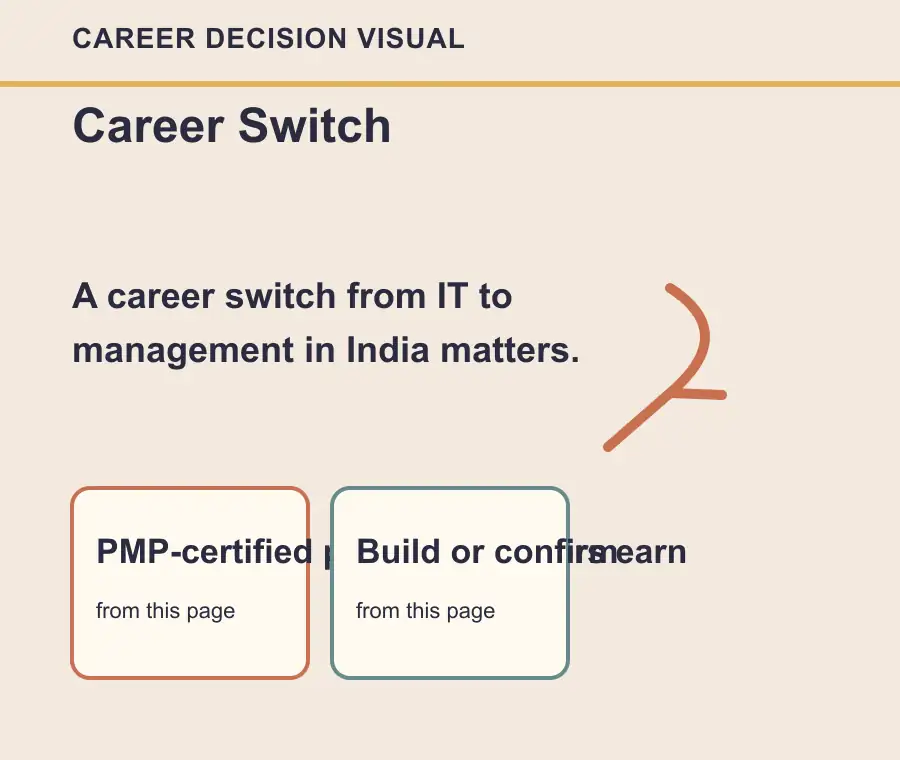 CAREER DECISION VISUAL
Career Switch
A career switch from IT to
management in India matters.
PMP-certified earn
Build or confirm
from this page
from this page